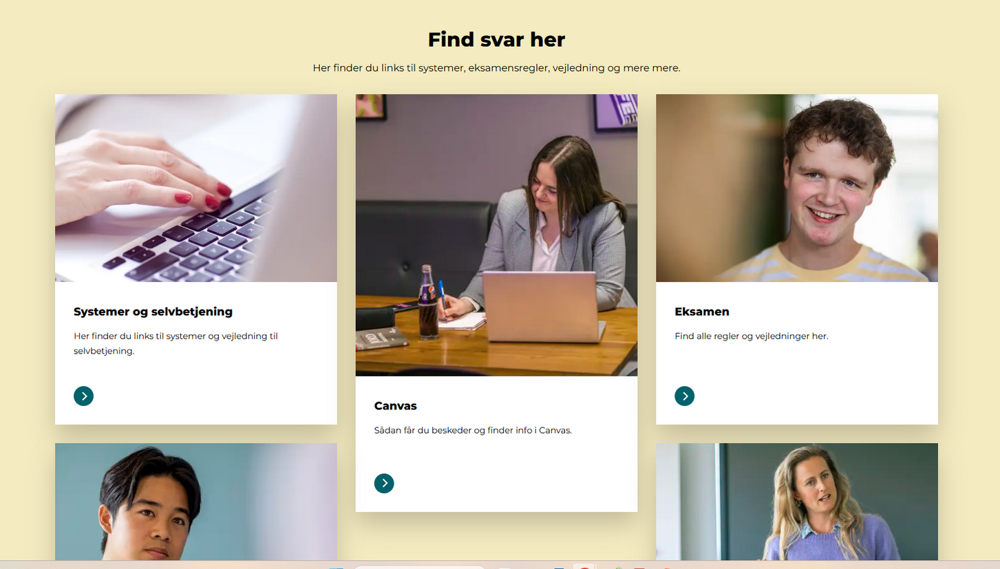 Find svar her
Her finder du links til systemer, eksamensregler, vejledning og mere mere.
Systemer og selvbetjening
Her finder du links til systemer og vejledning til
selvbetjening.
Canvas
Sådan får du beskeder og finder info i Canvas.
Eksamen
Find alle regler og vejledninger her.